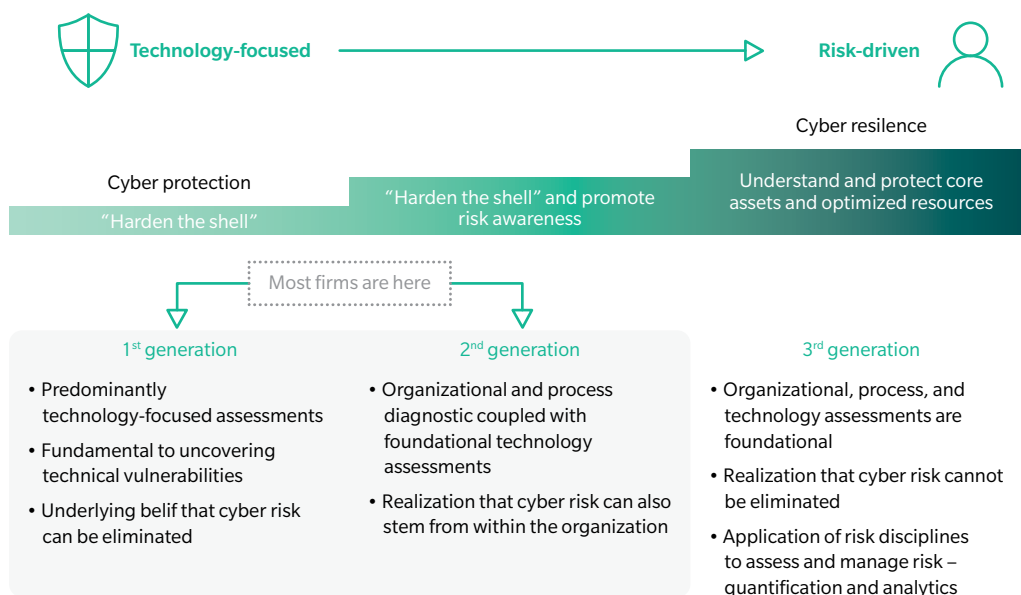 Technology-focused
Risk-driven
Cyber resilence
Cyber protection
"Harden the shell"
"Harden the shell" and promote
risk awareness
Understand and protect core
assets and optimized resources
Most firms are here
1st generation
• Predominantly
technology-focused assessments
• Fundamental to uncovering
technical vulnerabilities
• Underlying belif that cyber risk
can be eliminated
2nd generation
• Organizational and process
diagnostic coupled with
foundational technology
assessments
• Realization that cyber risk can also
stem from within the organization
3rd generation
• Organizational, process, and
technology assessments are
foundational
• Realization that cyber risk cannot
be eliminated
• Application of risk disciplines
to assess and manage risk –
quantification and analytics